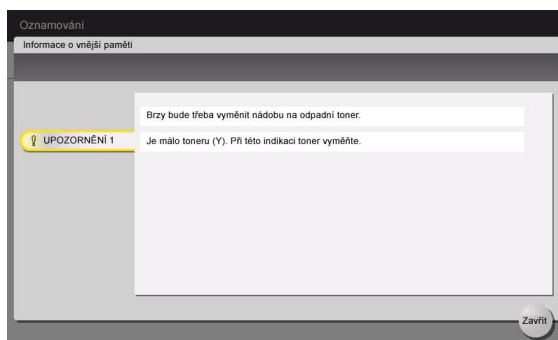 Oznamování
Informace o vnější paměti
Brzy bude třeba vyměnit nádobu na odpadní toner.
UPOZORNĚNÍ 1
Je málo toneru (Y). Při této indikaci toner vyměňte.
Zavřít